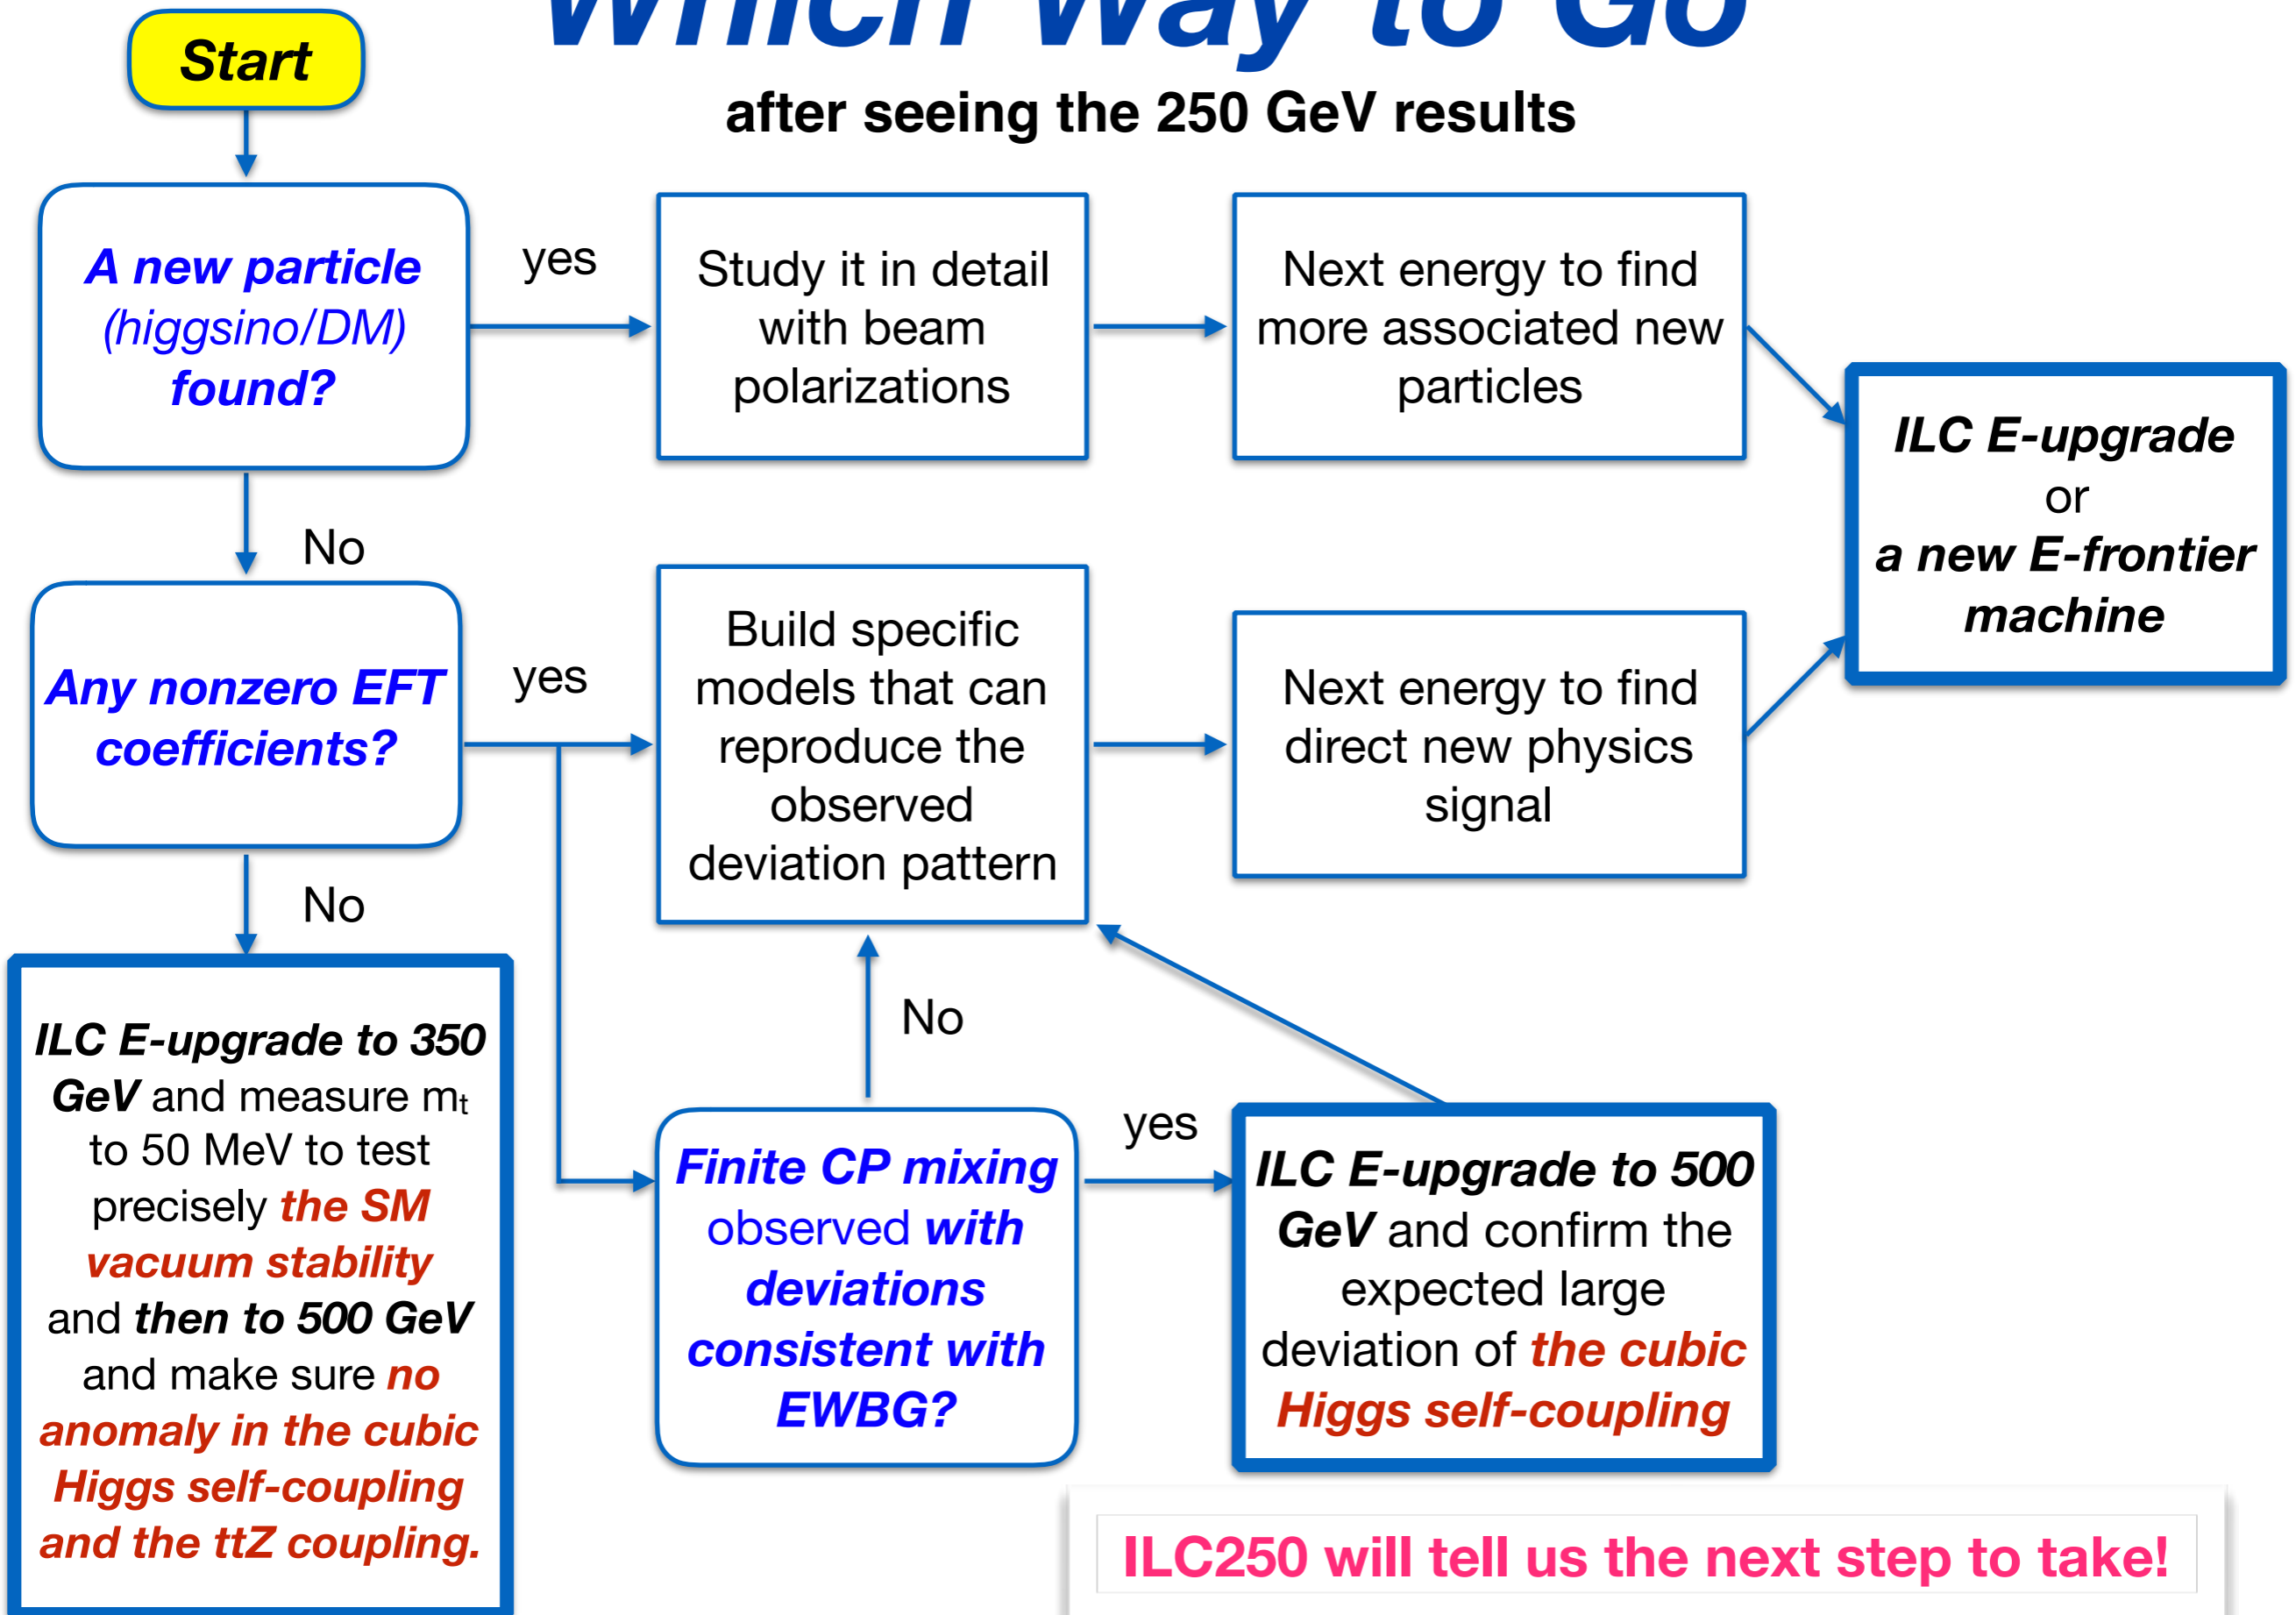 Which Way to Go
after seeing the 250 GeV results
Start
A new particle
(higgsino/DM)
found?
yes
Study it in detail
with beam
polarizations
Next energy to find
more associated new
particles
ILC E-upgrade
or
a new E-frontier
machine
No
Any nonzero EFT
coefficients?
yes
Build specific
models that can
reproduce the
observed
deviation pattern
Next energy to find
direct new physics
signal
No
ILC E-upgrade to 350
GeV and measure mt
to 50 MeV to test
precisely the SM
vacuum stability
and then to 500 GeV
and make sure no
anomaly in the cubic
Higgs self-coupling
and the ttZ coupling.
No
Finite CP mixing
observed with
deviations
consistent with
EWBG?
yes
ILC E-upgrade to 500
GeV and confirm the
expected large
deviation of the cubic
Higgs self-coupling
ILC250 will tell us the next step to take!